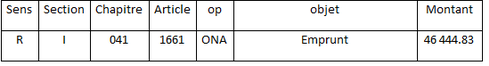 Sens Section Chapitre Article op objet Montant
R I 041 1661 ONA Emprunt 46 444.83